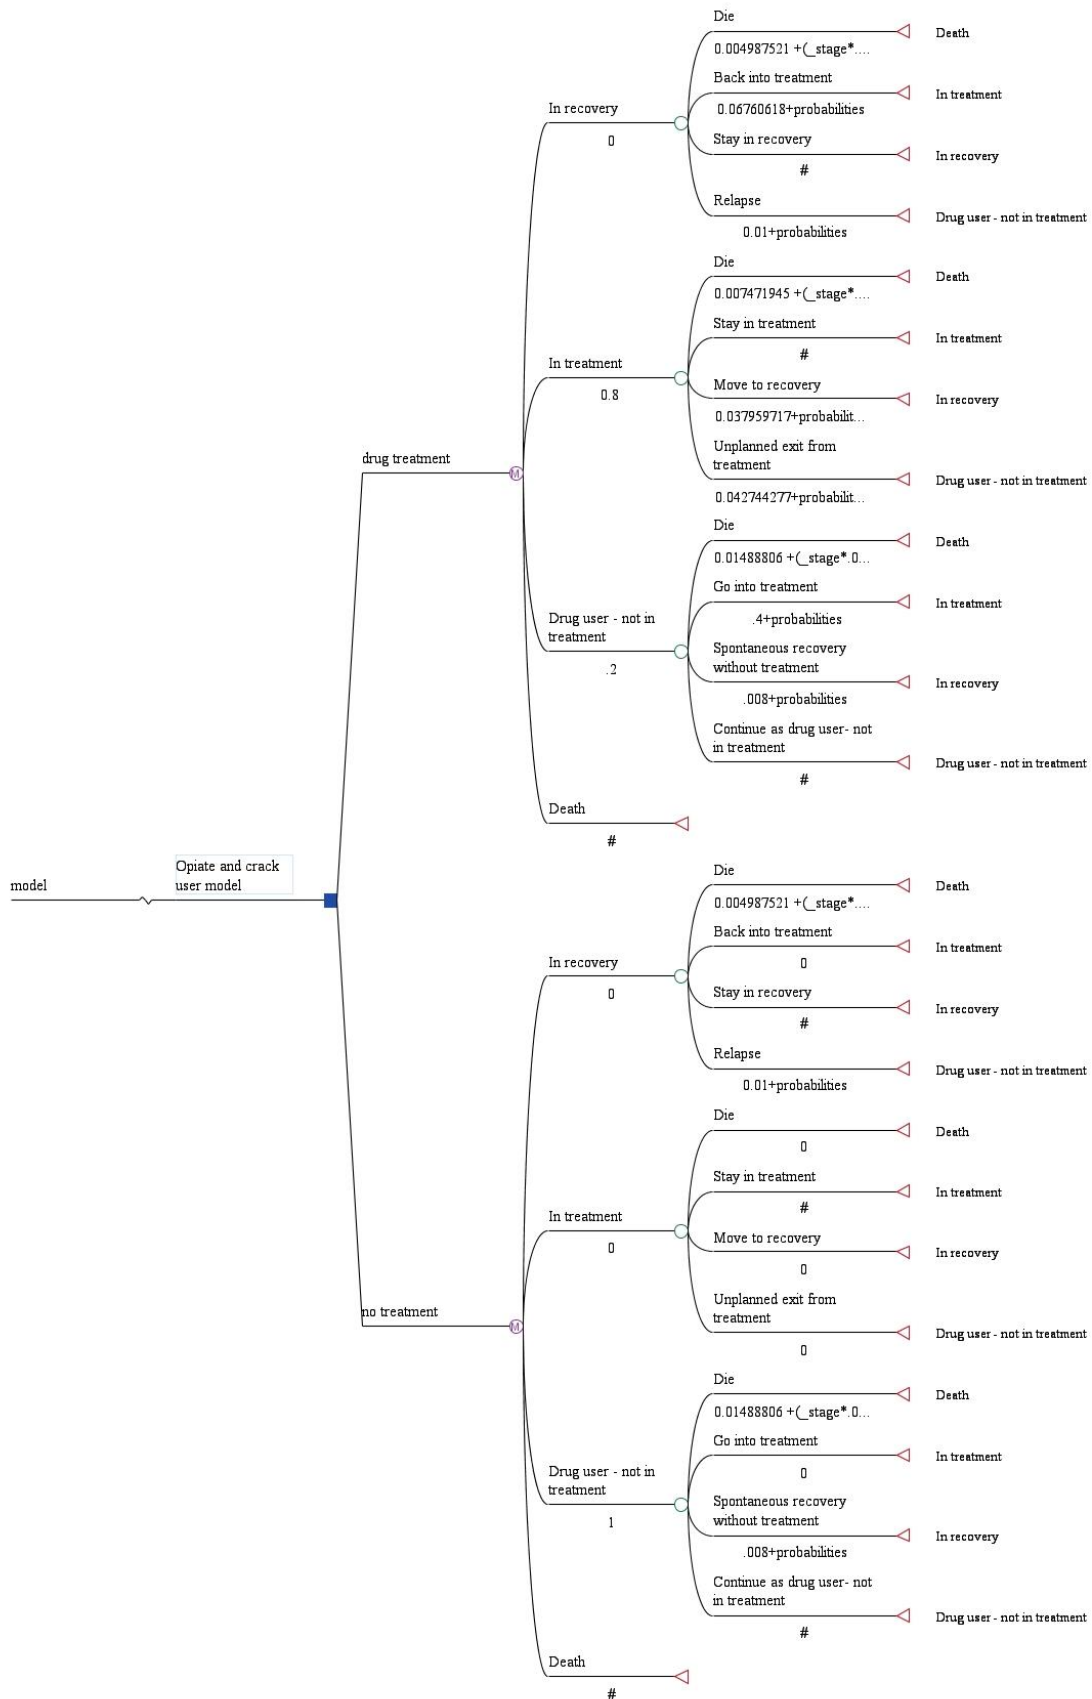 model
Opiate and crack
user model
drug treatment
M
In recovery
0
Die
0.004987521 +(_stage*....
Death
Back into treatment
0.06760618+probabilities
In treatment
Stay in recovery
#
In recovery
Relapse
0.01+probabilities
Drug user - not in treatment
In treatment
0.8
Die
0.007471945 +(_stage*....
Death
Stay in treatment
#
In treatment
Move to recovery
0.037959717+probabilit...
In recovery
Unplanned exit from
treatment
0.042744277+probabilit...
Drug user - not in treatment
Drug user - not in
treatment
.2
Die
0.01488806 +(_stage*.0...
Death
Go into treatment
.4+probabilities
In treatment
Spontaneous recovery
without treatment
.008+probabilities
In recovery
Continue as drug user- not
in treatment
#
Drug user - not in treatment
Death
#
no treatment
M
In recovery
0
Die
0.004987521 +(_stage*....
Death
Back into treatment
0
In treatment
Stay in recovery
#
In recovery
Relapse
0.01+probabilities
Drug user - not in treatment
In treatment
0
Die
0
Death
Stay in treatment
#
In treatment
Move to recovery
0
In recovery
Unplanned exit from
treatment
0
Drug user - not in treatment
Drug user - not in
treatment
1
Die
0.01488806 +(_stage*.0...
Death
Go into treatment
0
In treatment
Spontaneous recovery
without treatment
.008+probabilities
In recovery
Continue as drug user- not
in treatment
#
Drug user - not in treatment
Death
#